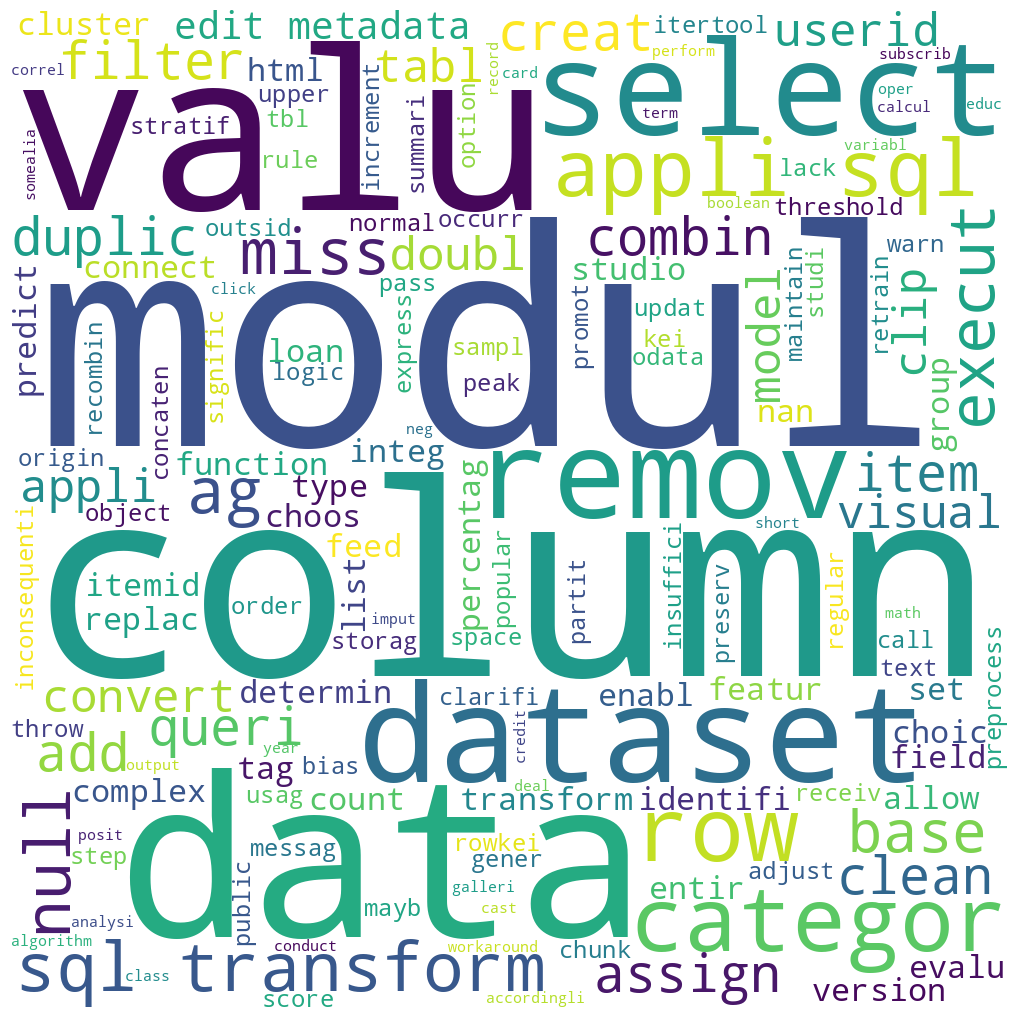 cluster
edit metadata
creat
itertool
userid
correl
filter
html
tabl
record
card
perform
select
subscrib
oper
calcul
educ
valu
upper
increment
summari
option
term
stratif
tbl
rule
somealia
appli
sql
lack
variabl
boolean
threshold
duplic
outsid
miss
normal
occurr
doubl
combin
warn
execut
connect
click
pass
studio
predict
modul
express
promot
updat
model
maintain
studi
retrain
clip
recombin
signific
loan
logic
sampl
peak
kei
odata
concaten
nan
group
neg
origin
function
integ
remov
item
appli
ag
type
choos
visual
object
inconsequenti
feed
list
percentag
popular
short
column
itemid
replac
order
imput
storag
space
partit
insuffici
preserv
regular
math
call
text
convert
determin
clarifi
enabl
featur
set
preprocess
throw
add
queri
year
output
tag
bias
credit
dataset
choic
field
null
complex
usag
count
deal
transform
identifi
receiv
allow
posit
step
data
messag
rowkei
gener
row
base
adjust
clean
public
analysi
mayb
galleri
cast
entir
categor
algorithm
sql transform
conduct
workaround
chunk
class
score
accordingli
assign
evalu
version